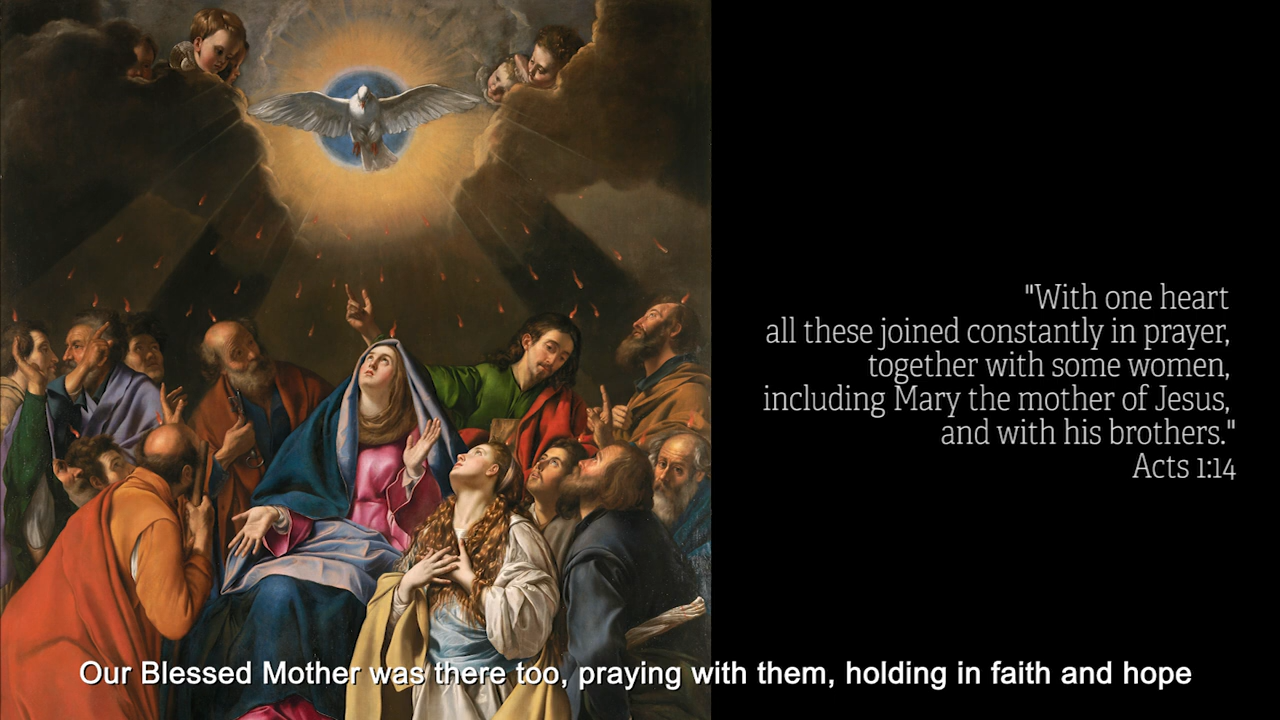 "With one heart
all these joined constantly in prayer,
together with some women,
including Mary the mother of Jesus,
and with his brothers."
Acts 1:14
Our Blessed Mother was there too, praying with them, holding in faith and hope